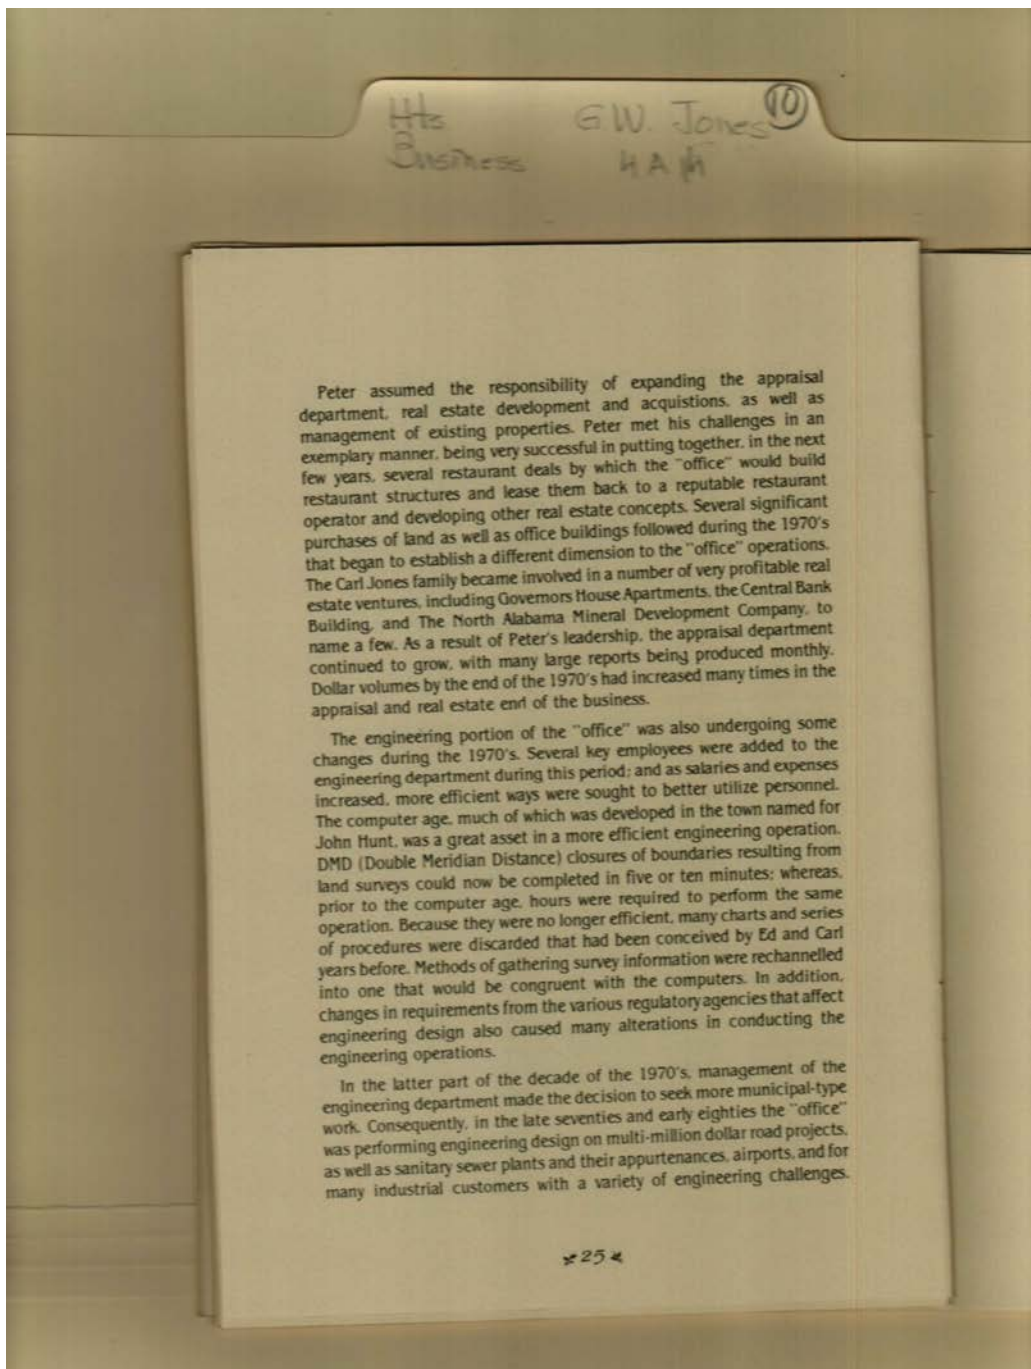 Hts G.W. Jones 10
Business
Peter assumed the responsibility of expanding the appraisal
department, real estate development and acquistions, as well as
management of existing properties. Peter met his challenges in an
exemplary manner, being very successful in putting together, in the next
few years, several restaurant deals by which the "office" would build
restaurant structures and lease them back to a reputable restaurant
operator and developing other real estate concepts. Several significant
purchases of land as well as office buildings followed during the 1970's
that began to establish a different dimension to the "office" operations.
The Carl Jones family became involved in a number of very profitable real
estate ventures, including Governors House Apartments, the Central Bank
Building, and The North Alabama Mineral Development Company, to
name a few. As a result of Peter's leadership, the appraisal department
continued to grow, with many large reports being produced monthly.
Dollar volumes by the end of the 1970's had increased many times in the
appraisal and real estate end of the business.
The engineering portion of the "office" was also undergoing some
changes during the 1970's. Several key employees were added to the
engineering department during this period; and as salaries and expenses
increased, more efficient ways were sought to better utilize personnel.
The computer age, much of which was developed in the town named for
John Hunt, was a great asset in a more efficient engineering operation.
DMD (Double Meridian Distance) closures of boundaries resulting from
land surveys could now be completed in five or ten minutes; whereas,
prior to the computer age, hours were required to perform the same
operation. Because they were no longer efficient, many charts and series
of procedures were discarded that had been conceived by Ed and Carl
years before. Methods of gathering survey information were rechannelled
into one that would be congruent with the computers. In addition,
changes in requirements from the various regulatory agencies that affect
engineering design also caused many alterations in conducting the
engineering operations.
In the latter part of the decade of the 1970's, management of the
engineering department made the decision to seek more municipal-type
work. Consequently, in the late seventies and early eighties the "office"
was performing engineering design on multi-million dollar road projects,
as well as sanitary sewer plants and their appurtenances, airports, and for
many industrial customers with a variety of engineering challenges.
25